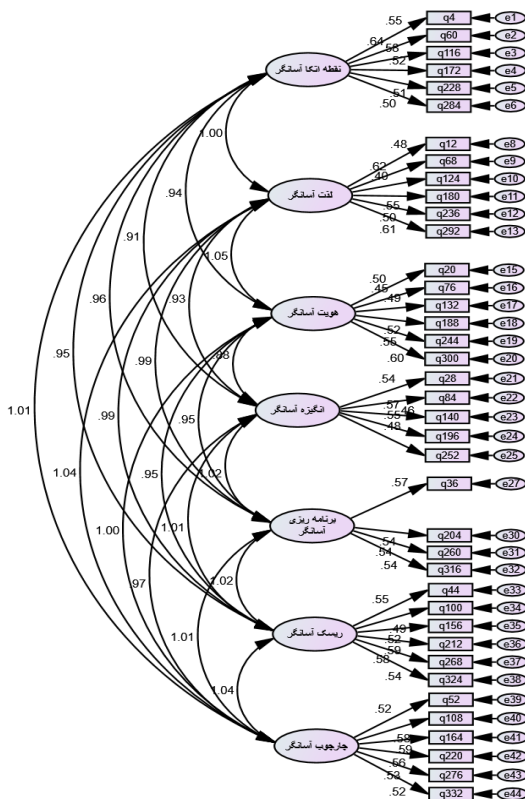 .55 q4 e1
.64 q60 e2
.58 q116 e3
.52 q172 e4
نقطه اتکا آسانگر
q228 e5
.51
.50 q284 e6
1.00
.48 q12 e8
.62 q68 e9
.40 q124 e10
.94
لذت آسانگر
q180 e11
.55 q236 e12
.50
.61 q292 e13
.91
1.05
.50 q20 e15
.45 q76 e16
.49 q132 e17
.96 .93
هویت آسانگر
q188 e18
.52 q244 e19
.55
.60 q300 e20
.95 .99 .88
.54 q28 e21
.57 q84 e22
1.01
انگیزه آسانگر
.55 .46 q140 e23
.99 .95
.48 q196 e24
q252 e25
1.04 .95 1.02
.57 q36 e27
برنامه ریزی
آسانگر
1.00 1.01
.54 q204 e30
.54 q260 e31
.54 q316 e32
.97 1.02
.55 q44 e33
q100 e34
.49 q156 e35
ریسک آسانگر
.52 q212 e36
.59 q268 e37
.58
.54 q324 e38
1.01
1.04
.52 q52 e39
q108 e40
.58 q164 e41
چارچوب آسانگر
.59 q220 e42
.56 q276 e43
.53
.52 q332 e44